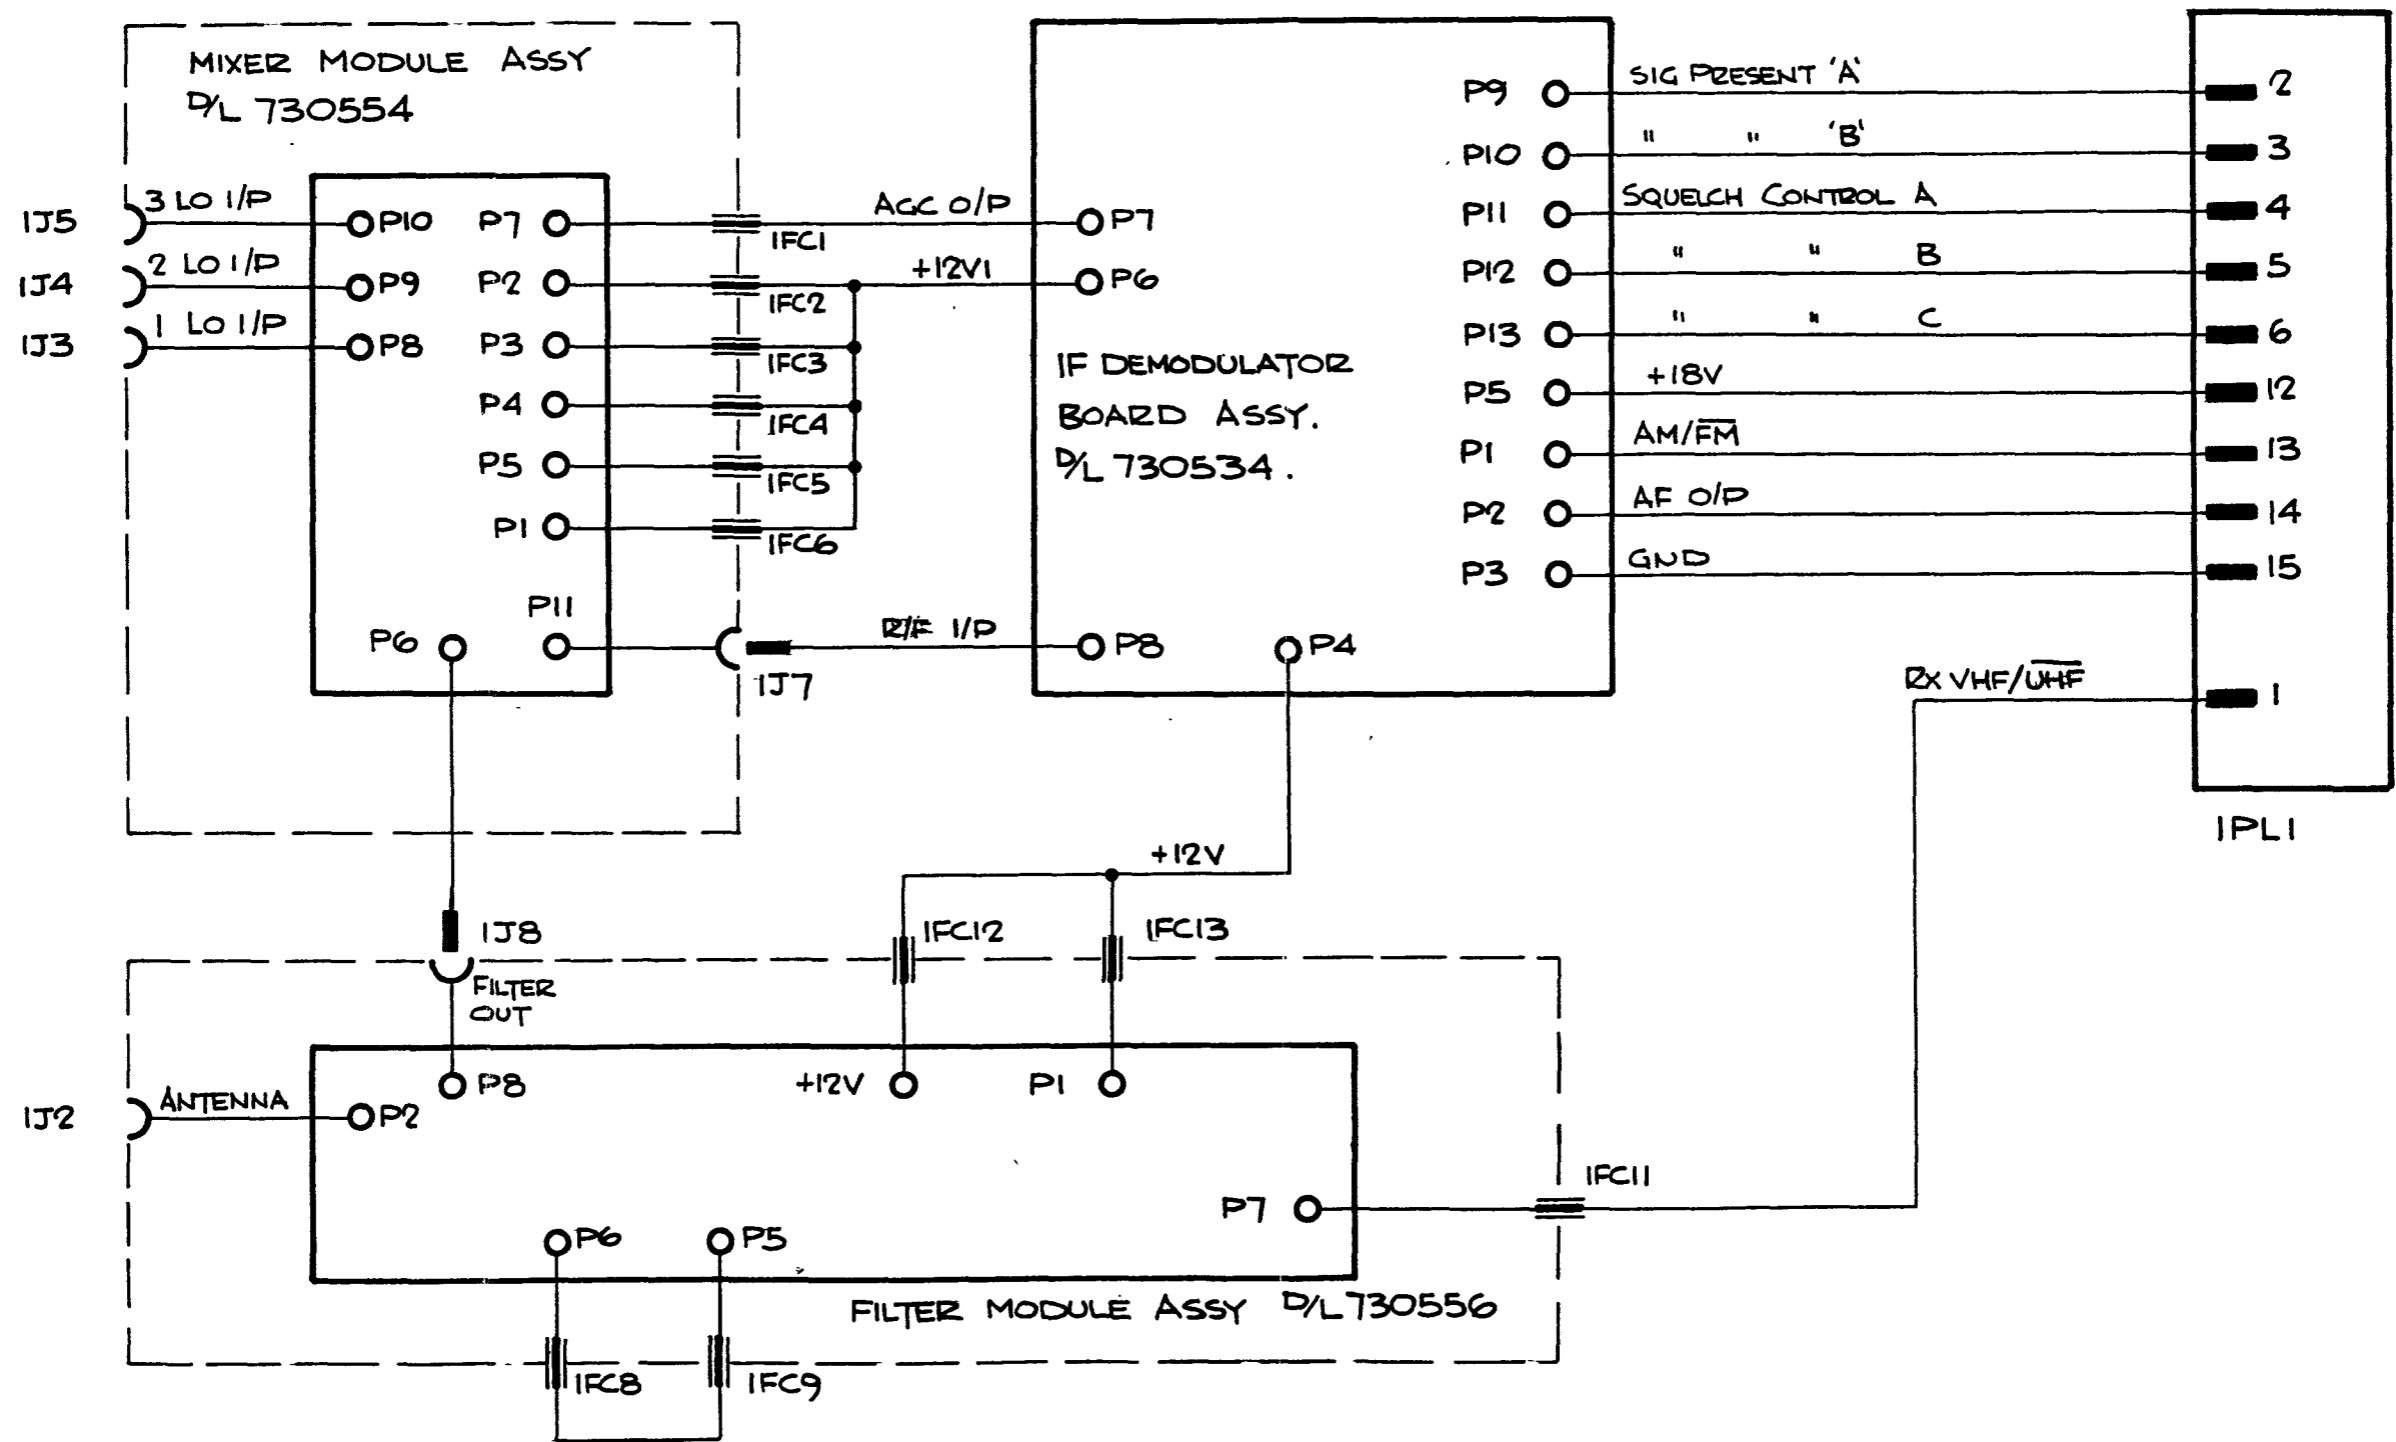 MIXER MODULE ASSY
D/L 730554
1J5
3 LO I/P
P10
1J4
2 LO I/P
P9
1J3
1 LO I/P
P8
P7
P2
P3
P4
P5
P1
P11
P6
1FC1
1FC2
1FC3
1FC4
1FC5
1FC6
1J7
AGC O/P
+12V1
R/F I/P
P7
P6
IF DEMODULATOR
BOARD ASSY.
D/L 730534.
P8
P4
P9
P10
P11
P12
P13
P5
P1
P2
P3
SIG PRESENT 'A'
" " 'B'
SQUELCH CONTROL A
" " B
" " C
+18V
AM/F̅M̅
AF O/P
GND
RX VHF/U̅H̅F̅
2
3
4
5
6
12
13
14
15
1
1PL1
+12V
1J8
FILTER
OUT
1FC12
1FC13
1J2
ANTENNA
P2
P8
+12V
P1
P7
1FC11
P6
P5
FILTER MODULE ASSY D/L 730556
1FC8
1FC9